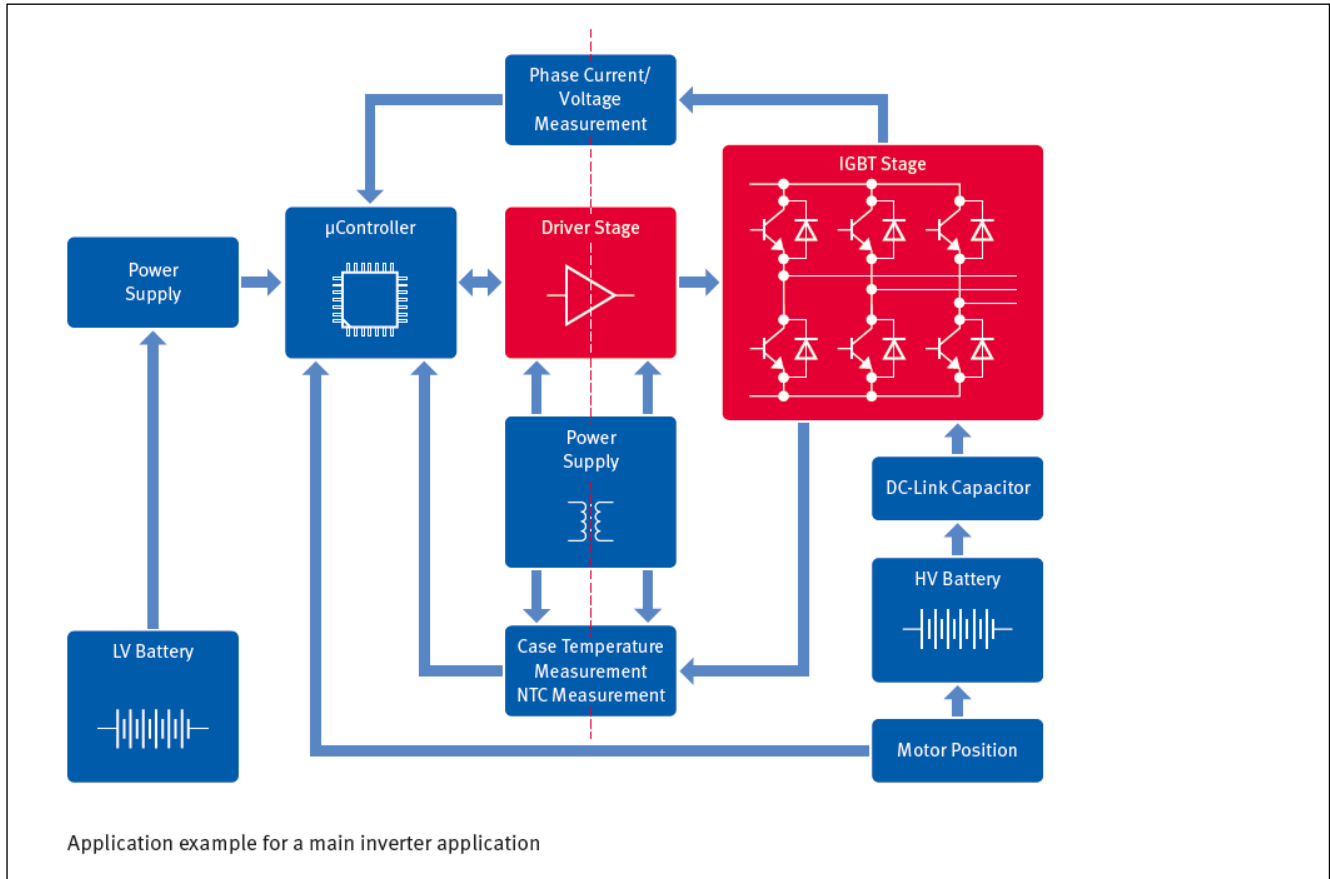 Phase Current/
Voltage
Measurement
IGBT Stage
µController
Driver Stage
Power
Supply
Power
Supply
DC-Link Capacitor
HV Battery
LV Battery
Case Temperature
Measurement
NTC Measurement
Motor Position
Application example for a main inverter application